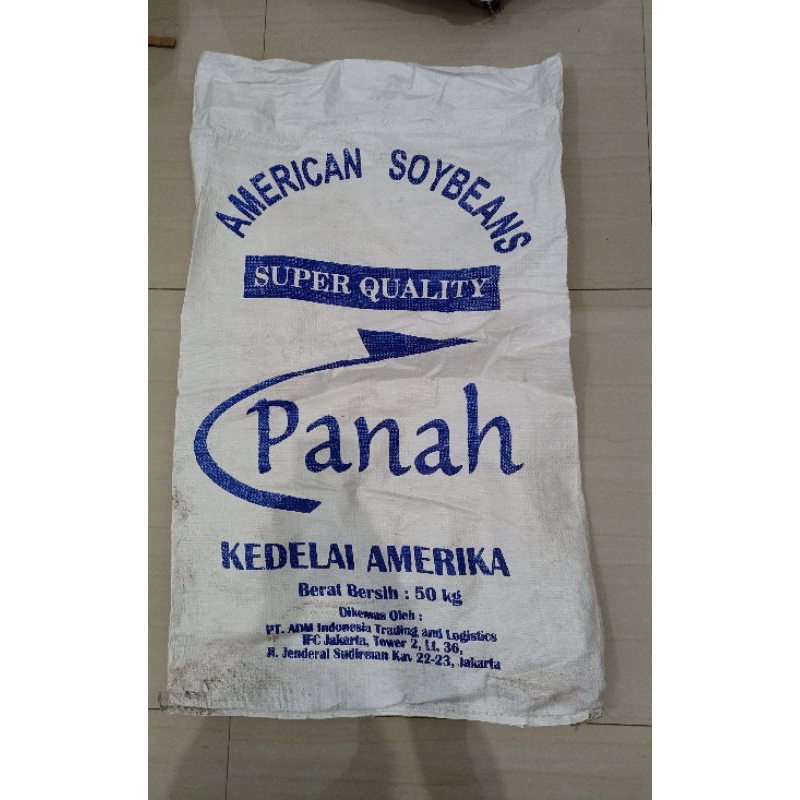 AMERICAN SOYBEANS
SUPER QUALITY
Panah
KEDELAI AMERIKA
Berat Bersih : 50 kg
Dikemas Oleh :
PT. ADM Indonesia Trading and Logistics
IFC Jakarta, Tower 2, Lt. 36,
Jl. Jenderal Sudirman Kav. 22-23, Jakarta